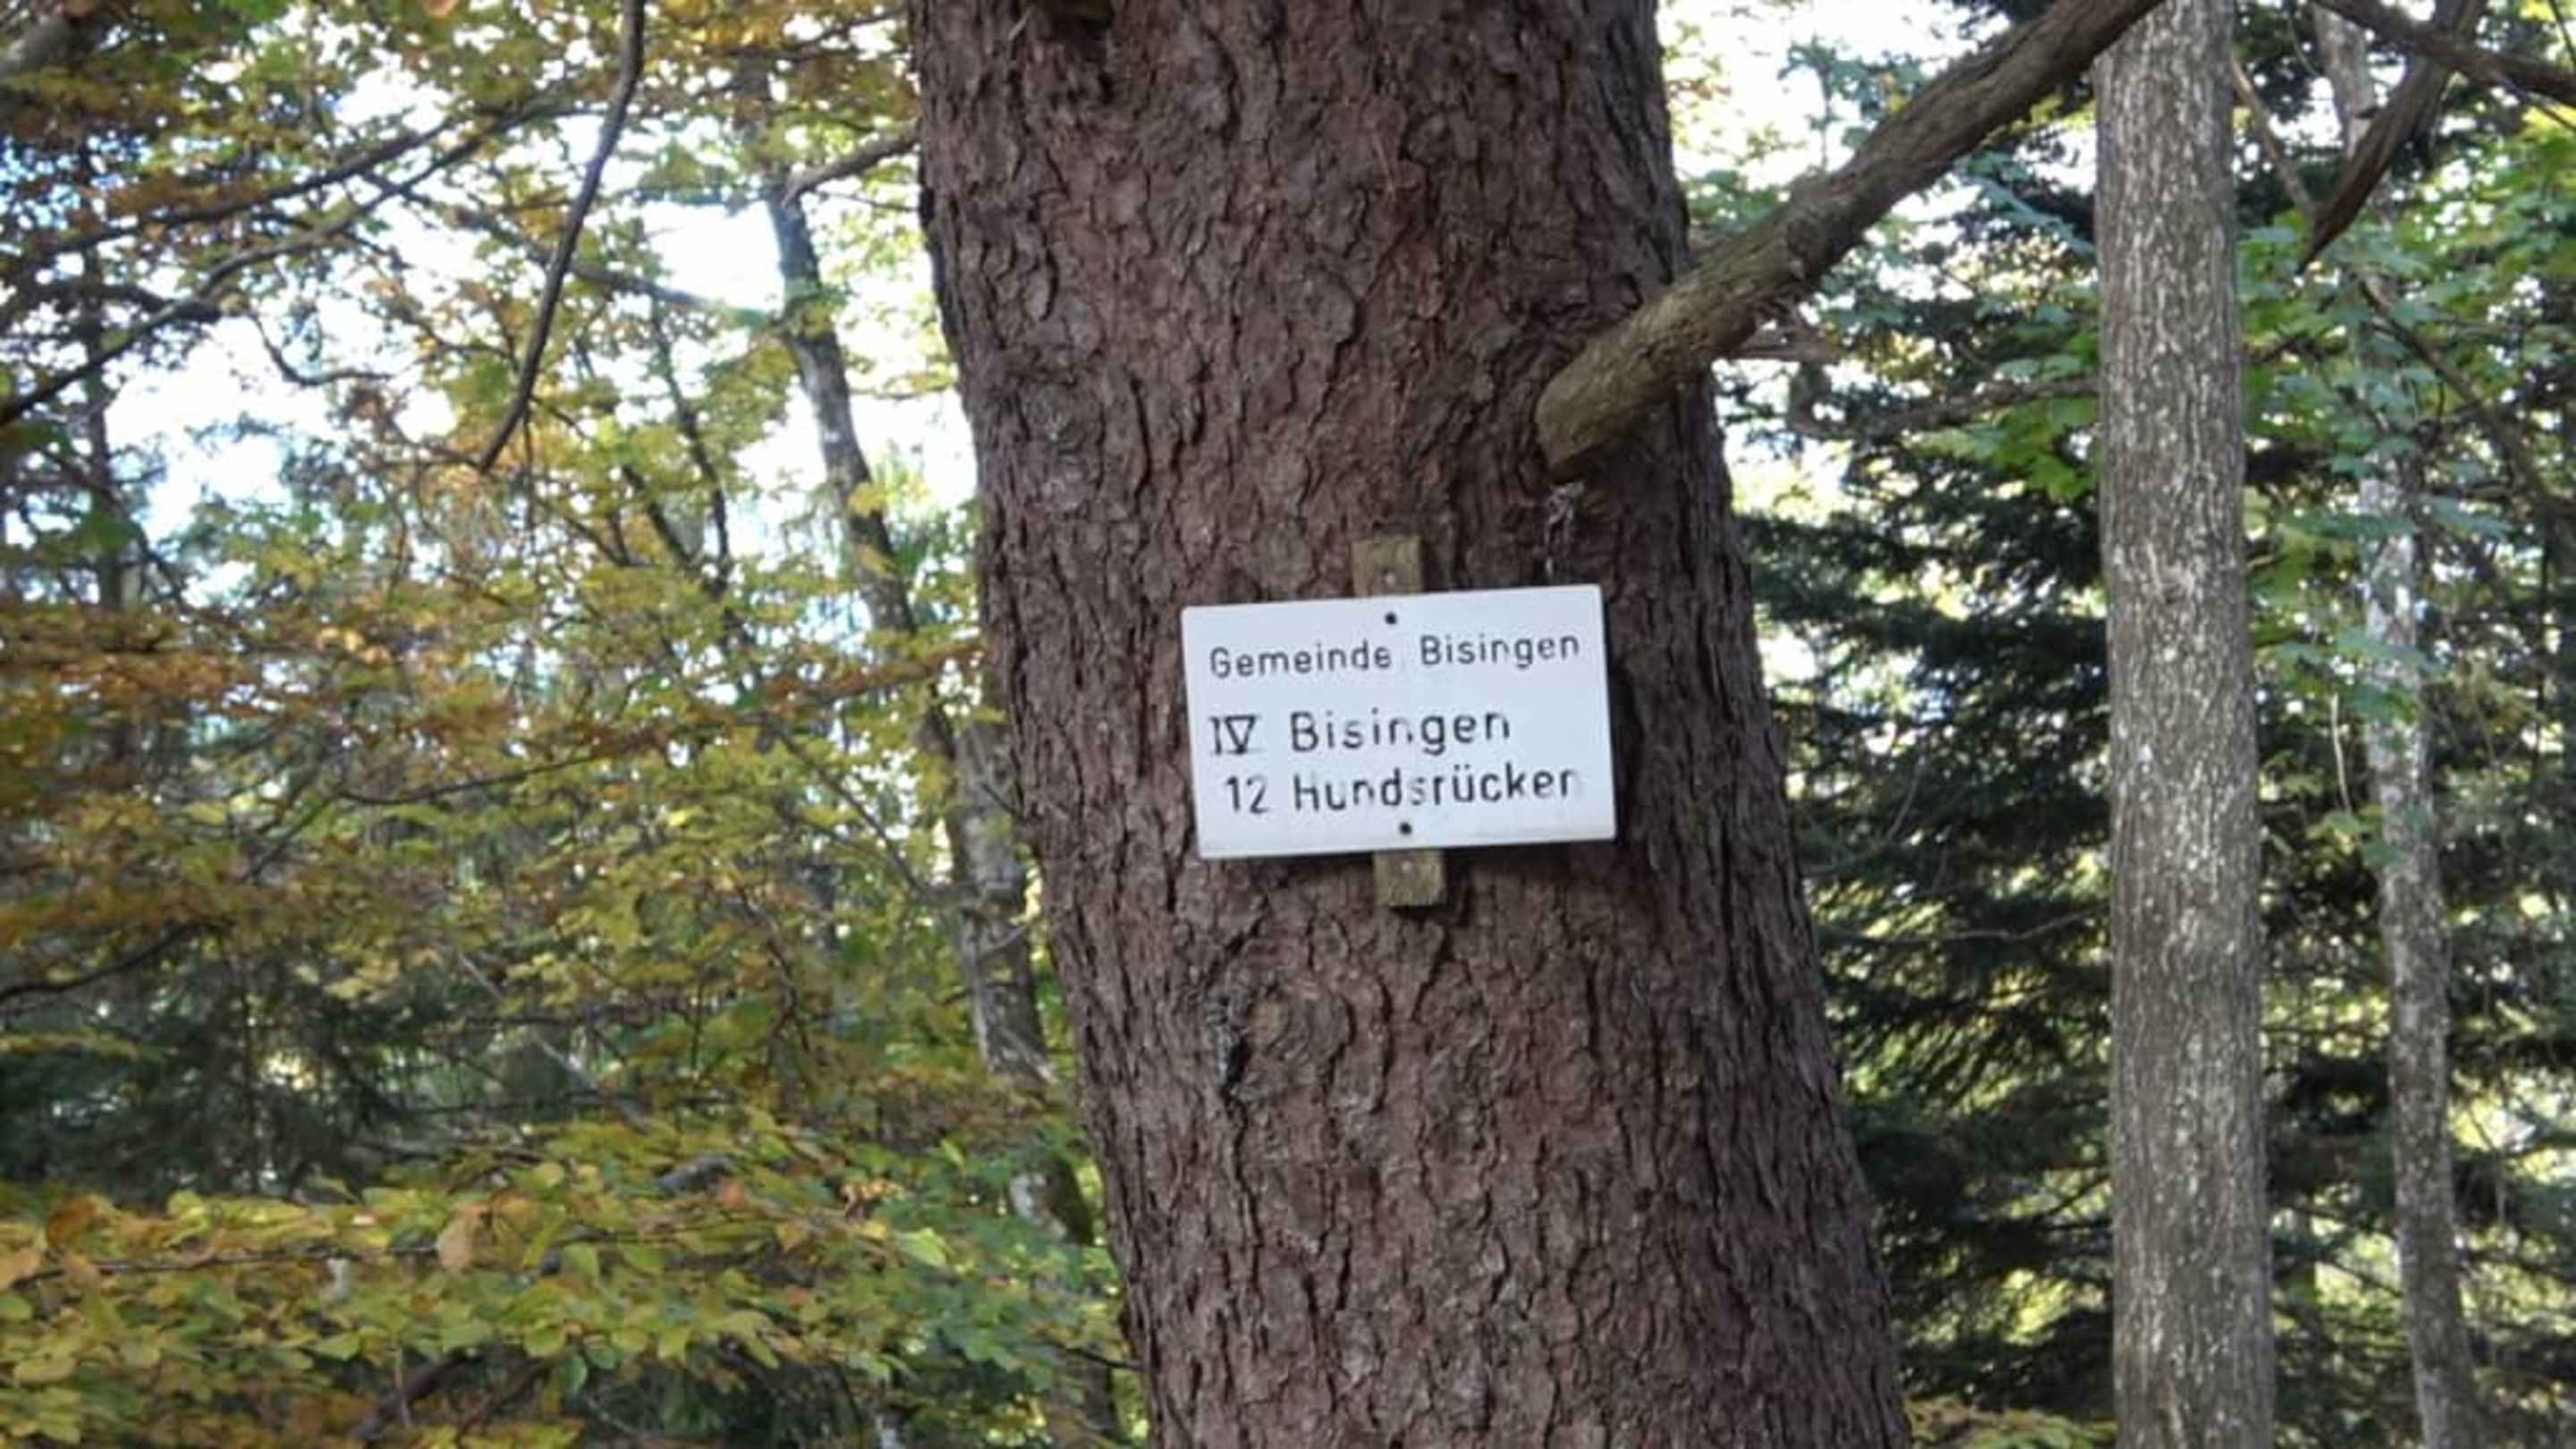 Gemeinde Bisingen
IV Bisingen
12 Hundsrücken